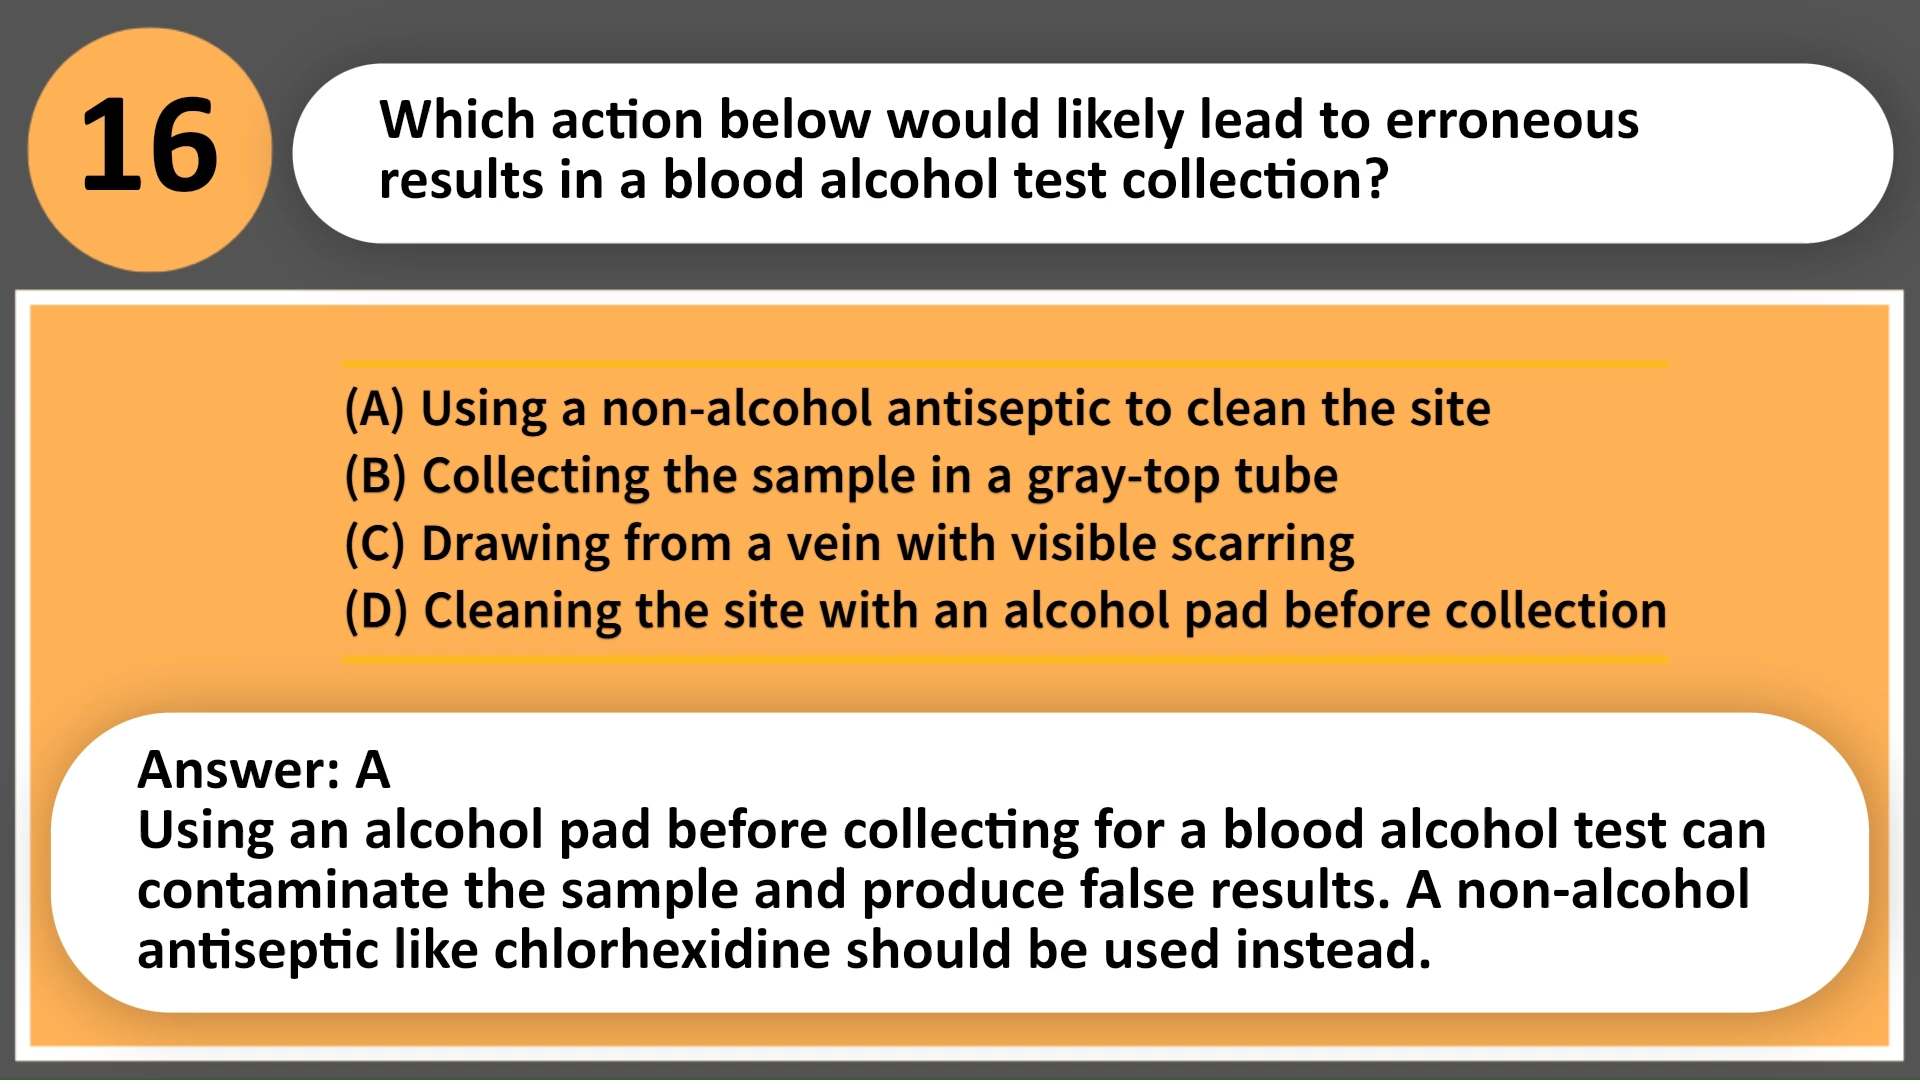 16
Which action below would likely lead to erroneous
results in a blood alcohol test collection?
(A) Using a non-alcohol antiseptic to clean the site
(B) Collecting the sample in a gray-top tube
(C) Drawing from a vein with visible scarring
(D) Cleaning the site with an alcohol pad before collection
Answer: A
Using an alcohol pad before collecting for a blood alcohol test can
contaminate the sample and produce false results. A non-alcohol
antiseptic like chlorhexidine should be used instead.